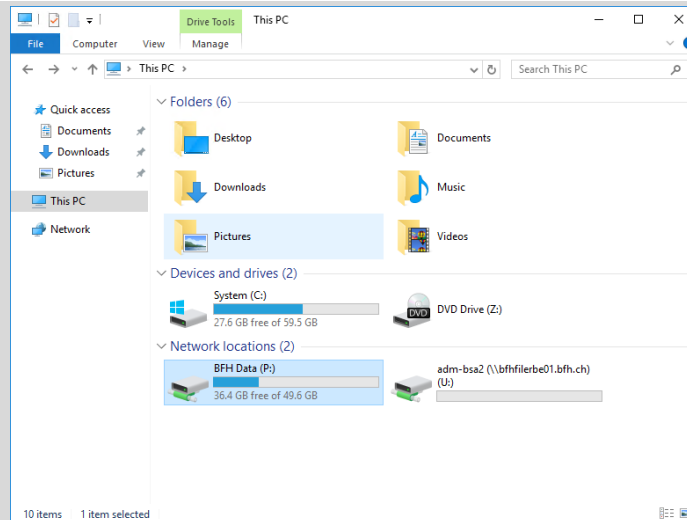 Drive Tools This PC
File Computer View Manage
This PC
Search This PC
Quick access
Documents
Downloads
Pictures
This PC
Network
Folders (6)
Desktop Documents
Downloads Music
Pictures Videos
Devices and drives (2)
System (C:)
27.6 GB free of 59.5 GB
DVD
DVD Drive (Z:)
Network locations (2)
BFH Data (P:)
36.4 GB free of 49.6 GB
adm-bsa2 (\\bfhfilerbe01.bfh.ch)
(U:)
10 items 1 item selected